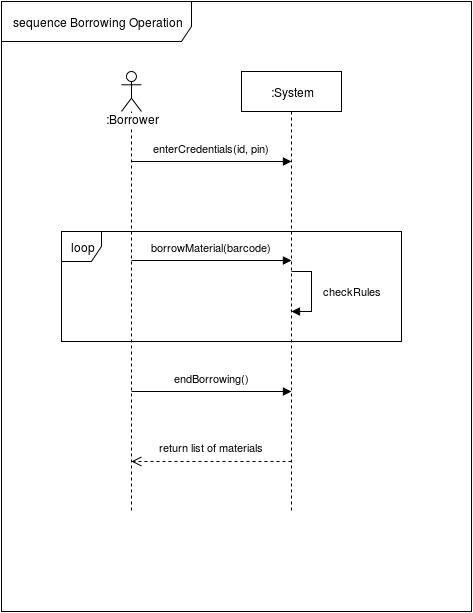 sequence Borrowing Operation
:Borrower
:System
enterCredentials(id, pin)
loop
borrowMaterial(barcode)
checkRules
endBorrowing()
return list of materials